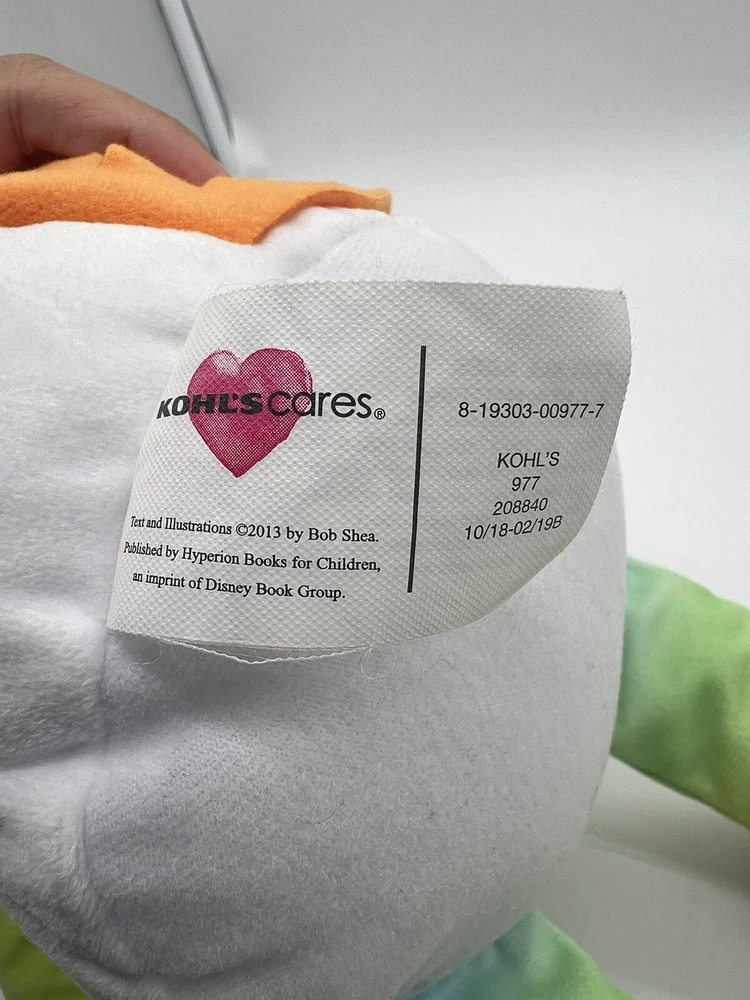 KOHL'S cares®
Text and Illustrations ©2013 by Bob Shea.
Published by Hyperion Books for Children,
an imprint of Disney Book Group.
8-19303-00977-7
KOHL'S
977
208840
10/18-02/19B